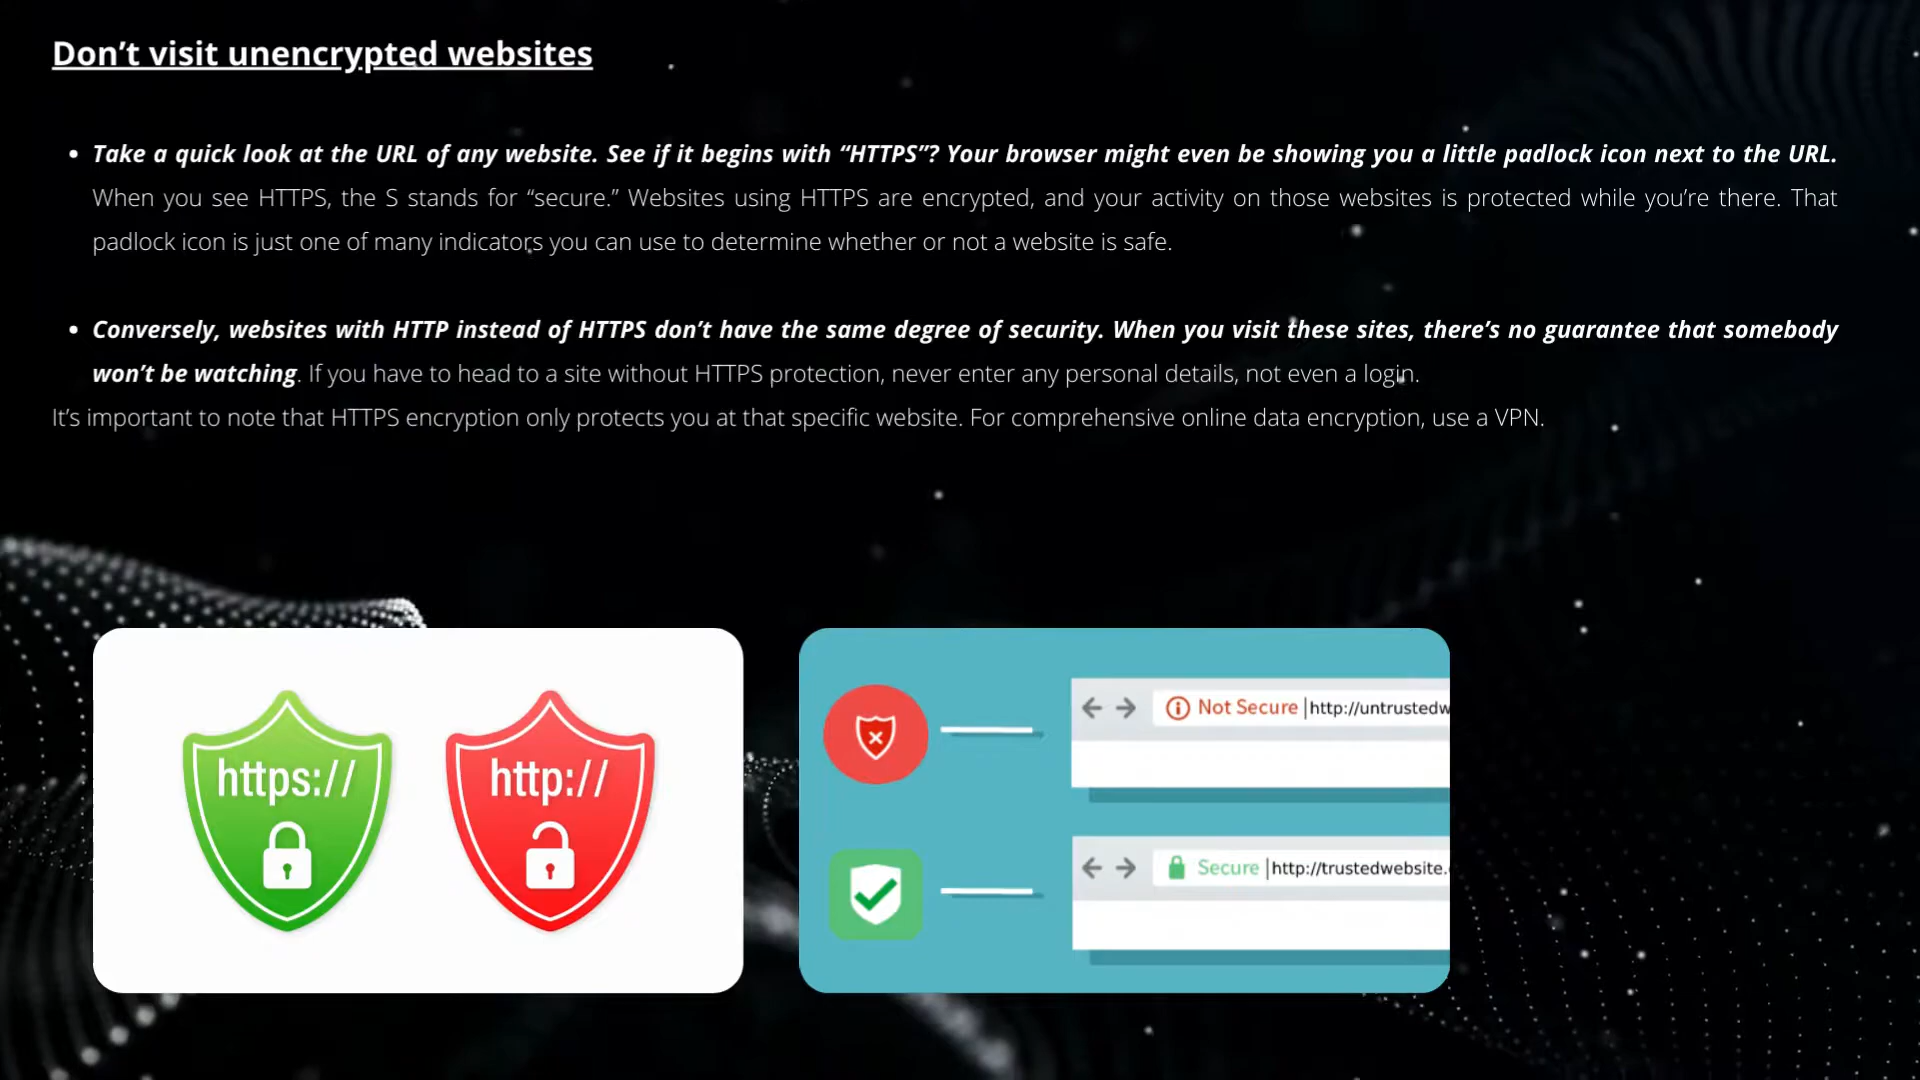 Don’t visit unencrypted websites
• Take a quick look at the URL of any website. See if it begins with “HTTPS”? Your browser might even be showing you a little padlock icon next to the URL.
When you see HTTPS, the S stands for “secure.” Websites using HTTPS are encrypted, and your activity on those websites is protected while you’re there. That
padlock icon is just one of many indicators you can use to determine whether or not a website is safe.
• Conversely, websites with HTTP instead of HTTPS don’t have the same degree of security. When you visit these sites, there’s no guarantee that somebody
won’t be watching. If you have to head to a site without HTTPS protection, never enter any personal details, not even a login.
It’s important to note that HTTPS encryption only protects you at that specific website. For comprehensive online data encryption, use a VPN.
https://
http://
Not Secure |http://untrustedw
Secure |http://trustedwebsite.